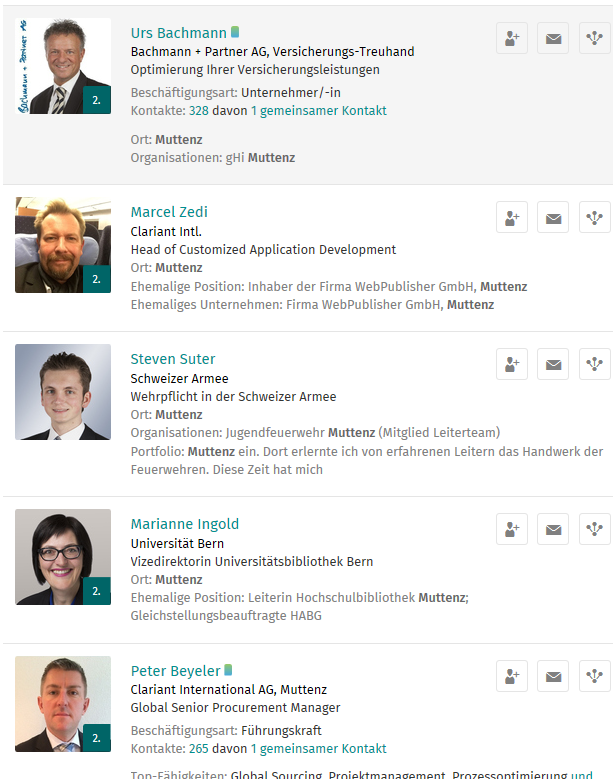 Bachmann + Partner AG
2.
Urs Bachmann
Bachmann + Partner AG, Versicherungs-Treuhand
Optimierung Ihrer Versicherungsleistungen
Beschäftigungsart: Unternehmer/-in
Kontakte: 328 davon 1 gemeinsamer Kontakt
Ort: Muttenz
Organisationen: gHi Muttenz
2.
Marcel Zedi
Clariant Intl.
Head of Customized Application Development
Ort: Muttenz
Ehemalige Position: Inhaber der Firma WebPublisher GmbH, Muttenz
Ehemaliges Unternehmen: Firma WebPublisher GmbH, Muttenz
Steven Suter
Schweizer Armee
Wehrpflicht in der Schweizer Armee
Ort: Muttenz
Organisationen: Jugendfeuerwehr Muttenz (Mitglied Leiterteam)
Portfolio: Muttenz ein. Dort erlernte ich von erfahrenen Leitern das Handwerk der
Feuerwehren. Diese Zeit hat mich
2.
Marianne Ingold
Universität Bern
Vizedirektorin Universitätsbibliothek Bern
Ort: Muttenz
Ehemalige Position: Leiterin Hochschulbibliothek Muttenz;
Gleichstellungsbeauftragte HABG
2.
Peter Beyeler
Clariant International AG, Muttenz
Global Senior Procurement Manager
Beschäftigungsart: Führungskraft
Kontakte: 265 davon 1 gemeinsamer Kontakt
Top-Fähigkeiten: Global Sourcing, Projektmanagement, Prozessoptimierung und